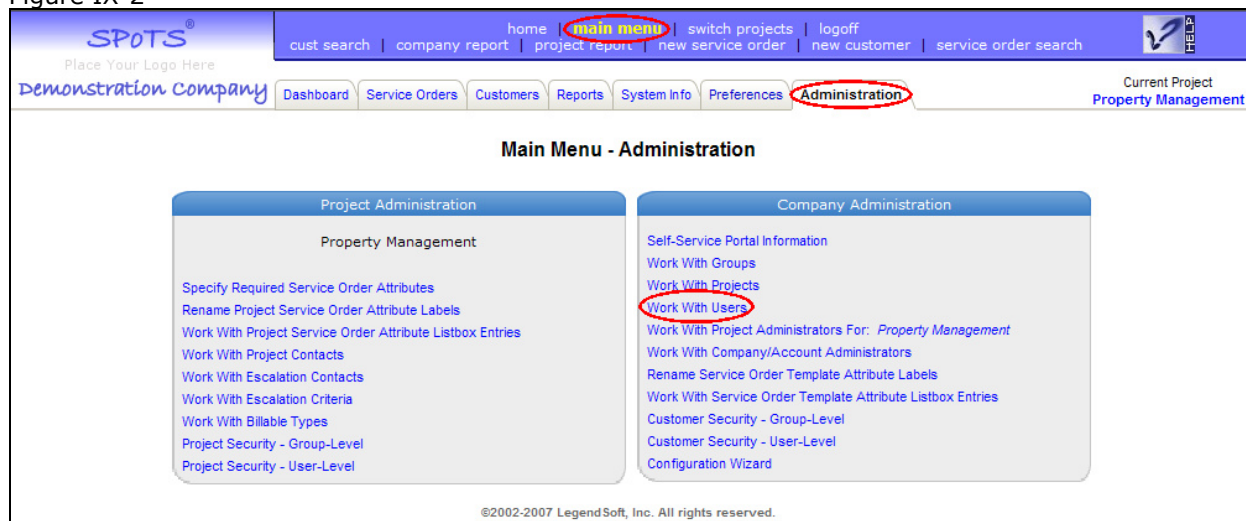 Figure IX-2
SPoTS®
home | main menu | switch projects | logoff
cust search | company report | project report | new service order | new customer | service order search
HELP
Place Your Logo Here
Demonstration Company
Dashboard Service Orders Customers Reports System Info Preferences Administration
Current Project
Property Management
Main Menu - Administration
Project Administration
Property Management
Specify Required Service Order Attributes
Rename Project Service Order Attribute Labels
Work With Project Service Order Attribute Listbox Entries
Work With Project Contacts
Work With Escalation Contacts
Work With Escalation Criteria
Work With Billable Types
Project Security - Group-Level
Project Security - User-Level
Company Administration
Self-Service Portal Information
Work With Groups
Work With Projects
Work With Users
Work With Project Administrators For: Property Management
Work With Company/Account Administrators
Rename Service Order Template Attribute Labels
Work With Service Order Template Attribute Listbox Entries
Customer Security - Group-Level
Customer Security - User-Level
Configuration Wizard
©2002-2007 LegendSoft, Inc. All rights reserved.